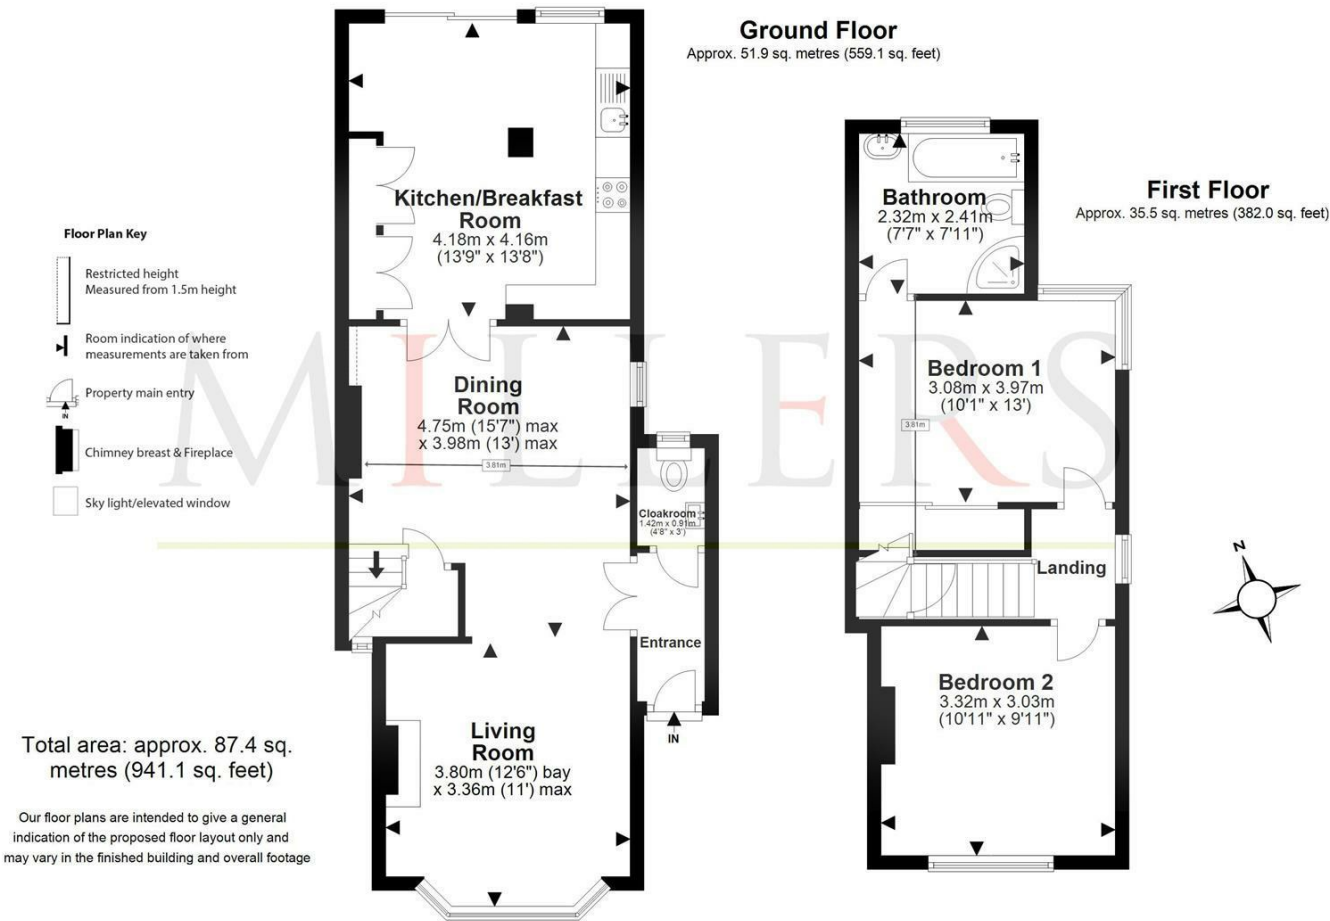 Ground Floor
Approx. 51.9 sq. metres (559.1 sq. feet)
First Floor
Approx. 35.5 sq. metres (382.0 sq. feet)
Kitchen/Breakfast
Room
4.18m x 4.16m
(13'9" x 13'8")
Bathroom
2.32m x 2.41m
(7'7" x 7'11")
Floor Plan Key
Restricted height
Measured from 1.5m height
Room indication of where
measurements are taken from
Property main entry
IN
Chimney breast & Fireplace
Sky light/elevated window
MILLERS
Dining
Room
4.75m (15'7") max
x 3.98m (13') max
3.81m
Bedroom 1
3.08m x 3.97m
(10'1" x 13')
3.81m
Cloakroom
1.42m x 0.91m
(4'8" x 3')
Landing
Entrance
IN
Bedroom 2
3.32m x 3.03m
(10'11" x 9'11")
Living
Room
3.80m (12'6") bay
x 3.36m (11') max
N
Total area: approx. 87.4 sq.
metres (941.1 sq. feet)
Our floor plans are intended to give a general
indication of the proposed floor layout only and
may vary in the finished building and overall footage